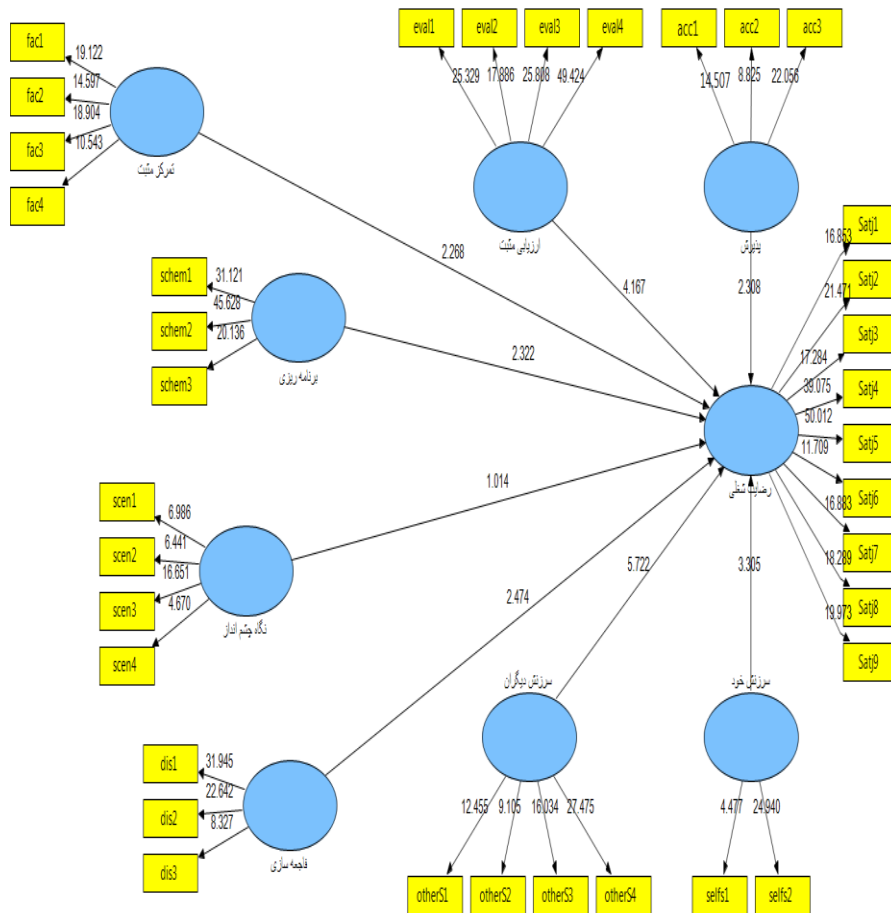 eval1 eval2 eval3 eval4
acc1 acc2 acc3
25.329 17.886 25.808 49.424
14.507 8.825 22.056
fac1
fac2
fac3
fac4
19.122
14.597
18.904
10.543
تمرکز مثبت
ارزیابی مثبت
پذیرش
2.268
4.167
2.308
schem1
schem2
schem3
31.121
45.628
20.136
برنامه ریزی
2.322
Satj1
Satj2
Satj3
Satj4
Satj5
Satj6
Satj7
Satj8
Satj9
16.853
21.471
17.284
39.075
50.012
11.709
16.883
18.289
19.973
رضایت شغلی
scen1
scen2
scen3
scen4
6.986
6.441
16.651
4.670
نگاه چشم انداز
1.014
2.474
5.722
3.305
سرزنش دیگران
سرزنش خود
dis1
dis2
dis3
31.945
22.642
8.327
فاجمه سازی
12.455 9.105 16.034 27.475
4.477 24.940
otherS1 otherS2 otherS3 otherS4
selfs1 selfs2